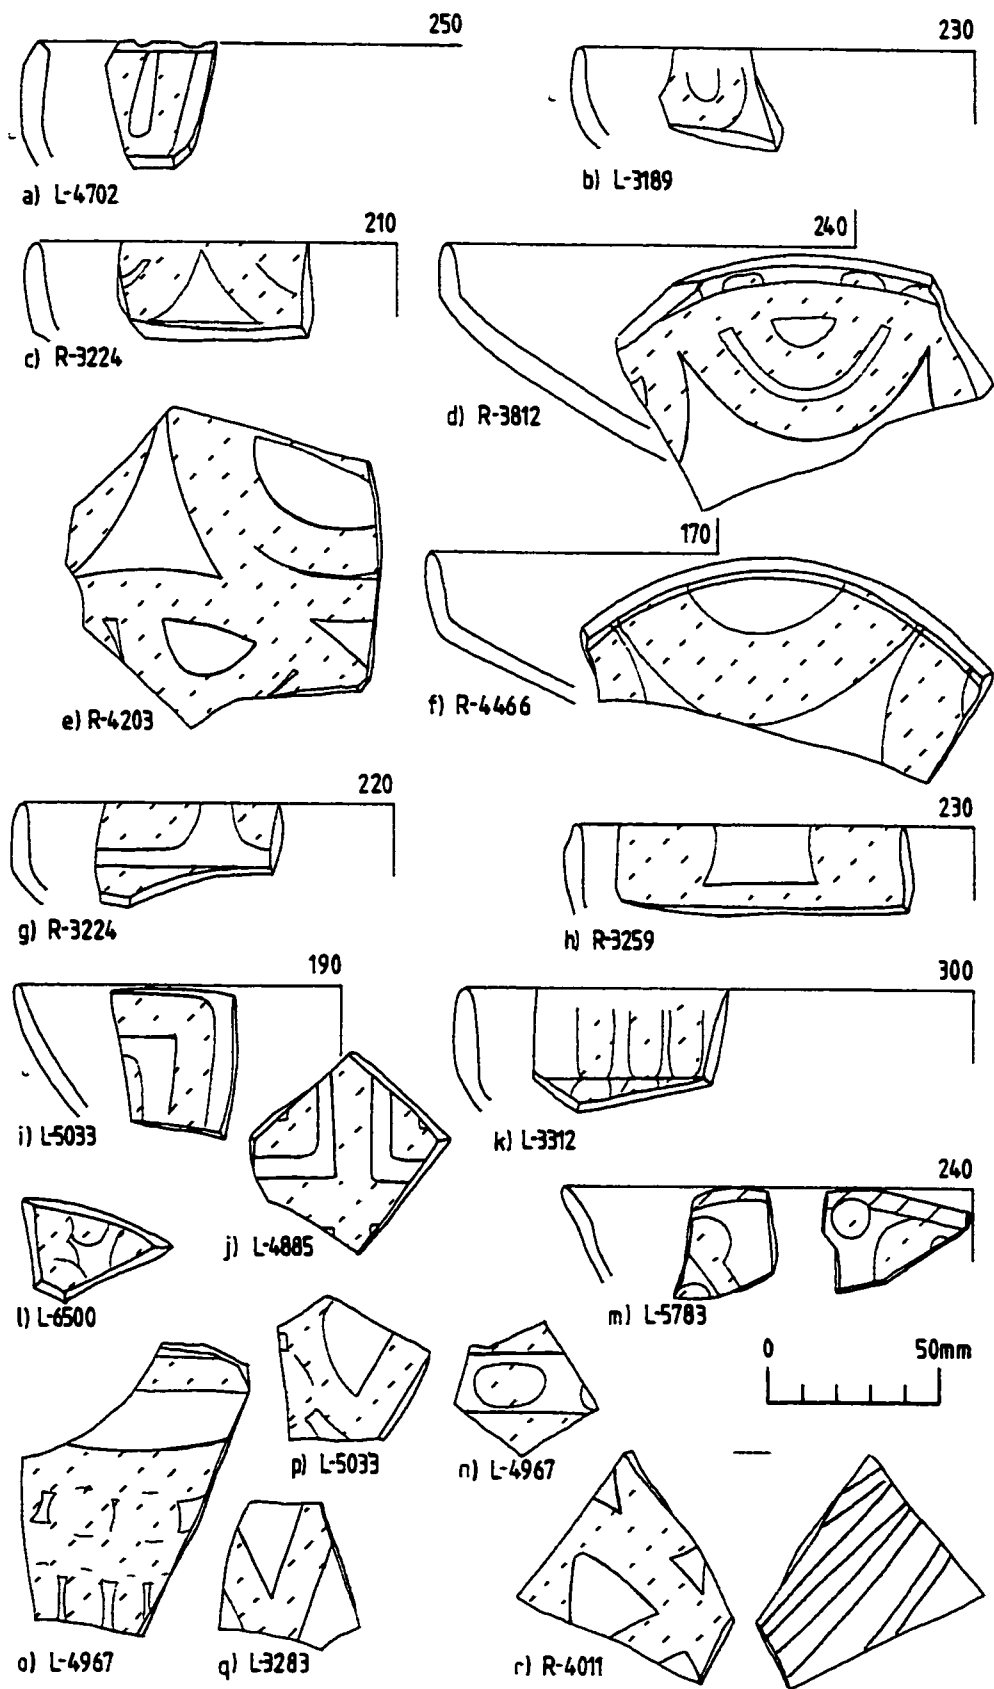 250
230
a) L-4702
b) L-3189
210
240
c) R-3224
d) R-3812
170
e) R-4203
f) R-4466
220
230
g) R-3224
h) R-3259
190
300
i) L-5033
k) L-3312
240
j) L-4885
l) L-6500
m) L-5783
0 50mm
p) L-5033
n) L-4967
o) L-4967
q) L-3283
r) R-4011